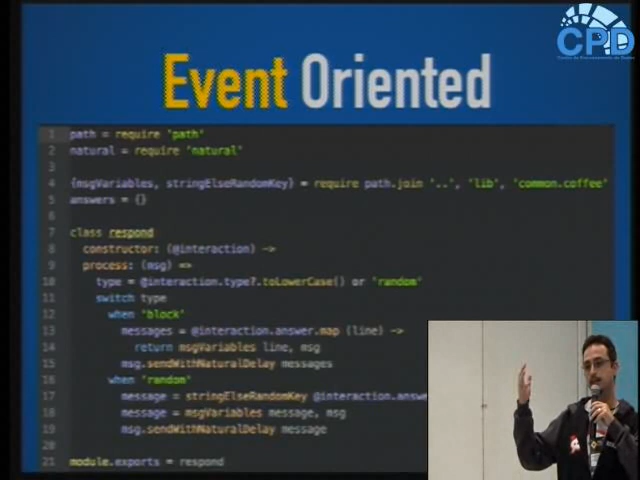 CPD
Event Oriented
1 path = require 'path'
2 natural = require 'natural'
3
4 {msgVariables, stringElseRandomKey} = require path.join '..', 'lib', 'common.coffee'
5 answers = {}
6
7 class respond
8 constructor: (@interaction) ->
9 process: (msg) =>
10 type = @interaction.type?.toLowerCase() or 'random'
11 switch type
12 when 'block'
13 messages = @interaction.answer.map (line) ->
14 return msgVariables line, msg
15 msg.sendWithNaturalDelay messages
16 when 'random'
17 message = stringElseRandomKey @interaction.answe
18 message = msgVariables message, msg
19 msg.sendWithNaturalDelay message
20
21 module.exports = respond